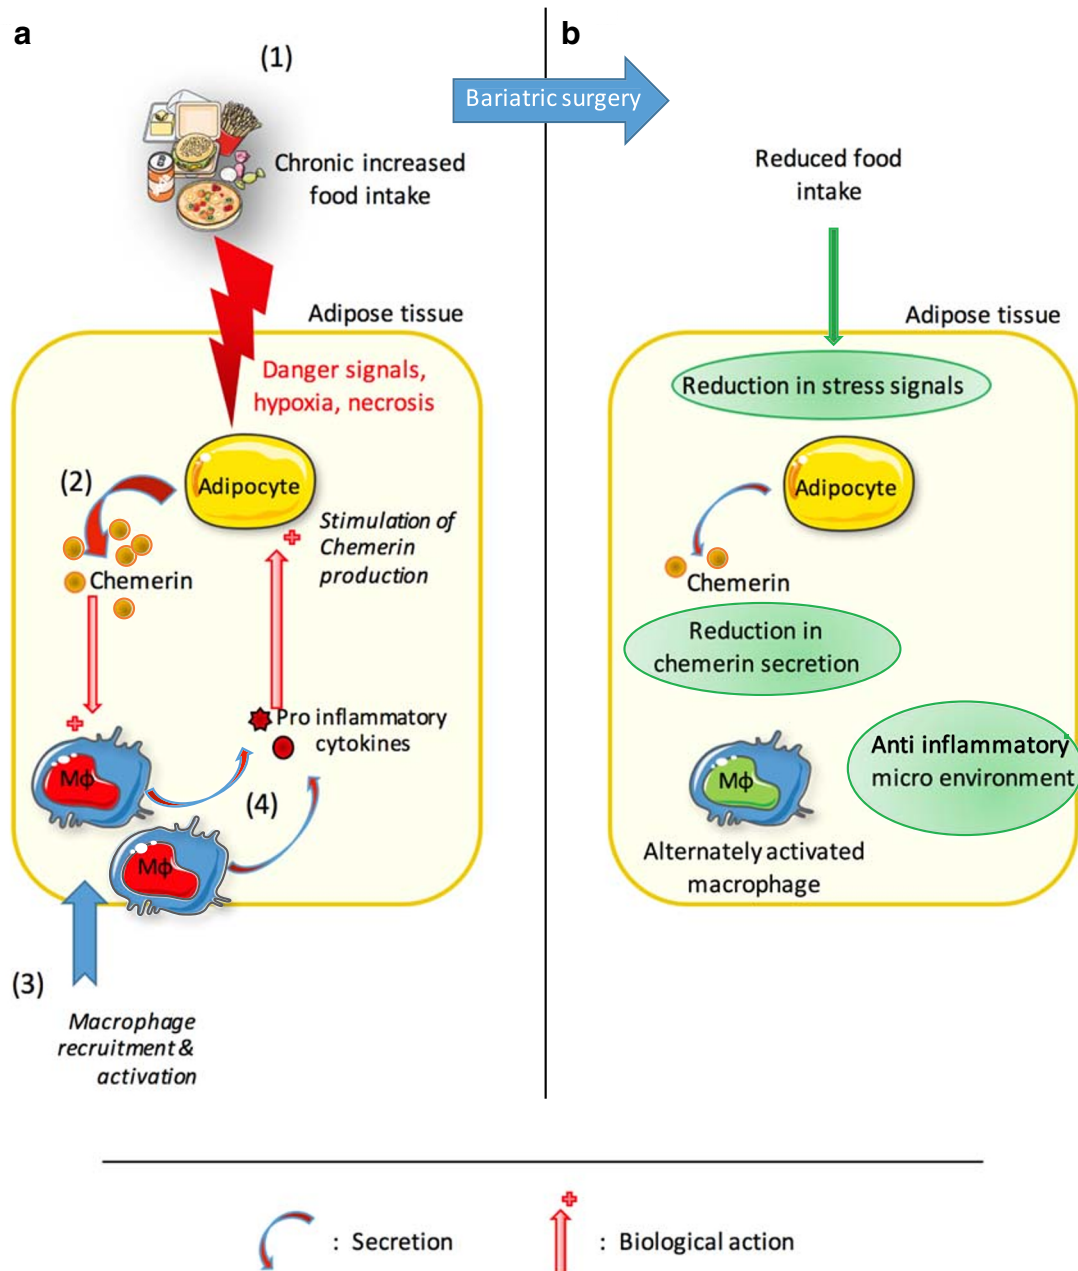 a
(1)
Chronic increased
food intake
Adipose tissue
Danger signals,
hypoxia, necrosis
(2)
Adipocyte
Stimulation of
Chemerin
production
Chemerin
Pro inflammatory
cytokines
Mϕ
(4)
Mϕ
(3)
Macrophage
recruitment &
activation
Bariatric surgery
b
Reduced food
intake
Adipose tissue
Reduction in stress signals
Adipocyte
Chemerin
Reduction in
chemerin secretion
Anti inflammatory
micro environment
Mϕ
Alternately activated
macrophage
: Secretion
: Biological action